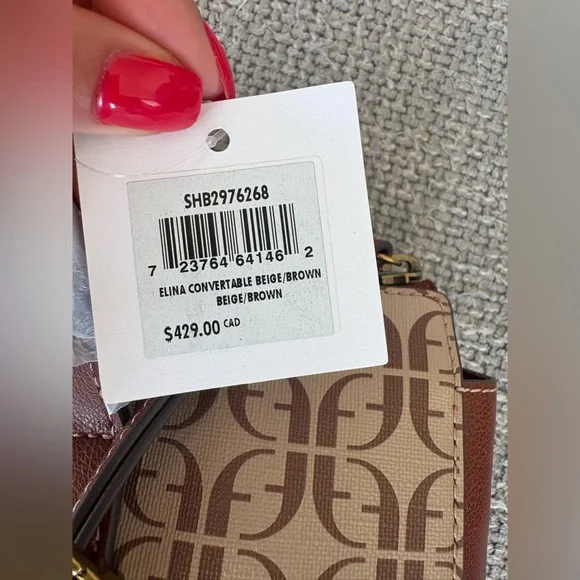 SHB2976268
7 23764 64146 2
ELINA CONVERTABLE BEIGE/BROWN
BEIGE/BROWN
$429.00 CAD